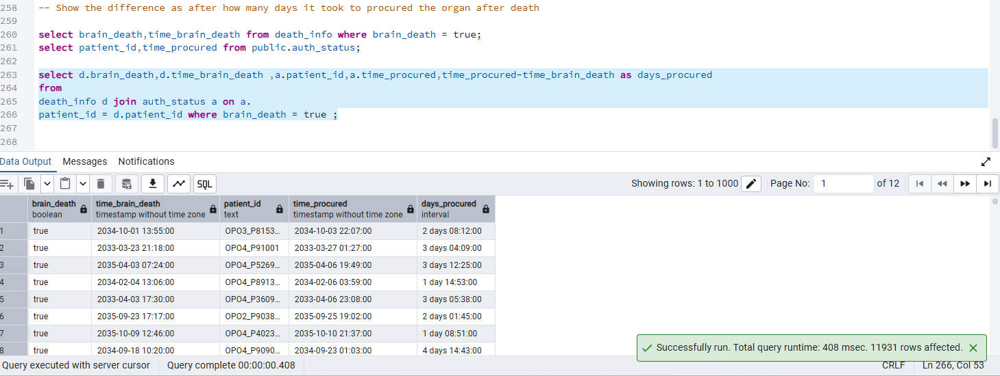 258 -- Show the difference as after how many days it took to procured the organ after death
259
260 select brain_death,time_brain_death from death_info where brain_death = true;
261 select patient_id,time_procured from public.auth_status;
262
263 select d.brain_death,d.time_brain_death ,a.patient_id,a.time_procured,time_procured-time_brain_death as days_procured
264 from
265 death_info d join auth_status a on a.
266 patient_id = d.patient_id where brain_death = true ;
267
268
Data Output Messages Notifications
SQL Showing rows: 1 to 1000 Page No: 1 of 12
brain_death time_brain_death patient_id time_procured days_procured
boolean timestamp without time zone text timestamp without time zone interval
1 true 2034-10-01 13:55:00 OPO3_P8153... 2034-10-03 22:07:00 2 days 08:12:00
2 true 2033-03-23 21:18:00 OPO4_P91001 2033-03-27 01:27:00 3 days 04:09:00
3 true 2035-04-03 07:24:00 OPO4_P5269... 2035-04-06 19:49:00 3 days 12:25:00
4 true 2034-02-04 13:06:00 OPO4_P8913... 2034-02-06 03:59:00 1 day 14:53:00
5 true 2033-04-03 17:30:00 OPO4_P3609... 2033-04-06 23:08:00 3 days 05:38:00
6 true 2035-09-23 17:17:00 OPO2_P9038... 2035-09-25 19:02:00 2 days 01:45:00
7 true 2035-10-09 12:46:00 OPO4_P4023... 2035-10-10 21:37:00 1 day 08:51:00
8 true 2034-09-18 10:20:00 OPO4_P9090... 2034-09-23 01:03:00 4 days 14:43:00
Successfully run. Total query runtime: 408 msec. 11931 rows affected.
Query executed with server cursor Query complete 00:00:00.408 CRLF Ln 266, Col 53